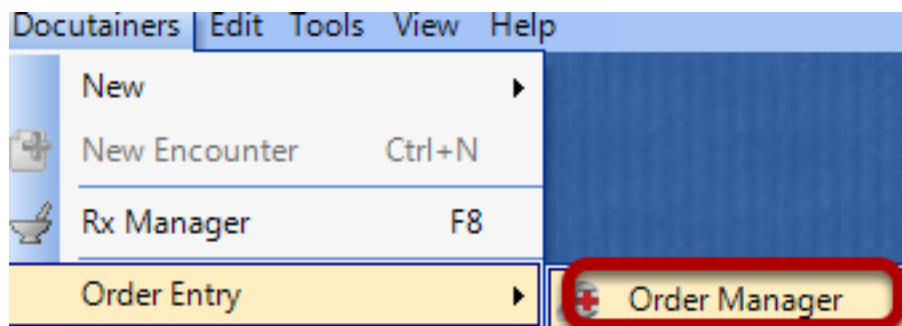 Docutainers Edit Tools View Help
New
New Encounter Ctrl+N
Rx Manager F8
Order Entry Order Manager